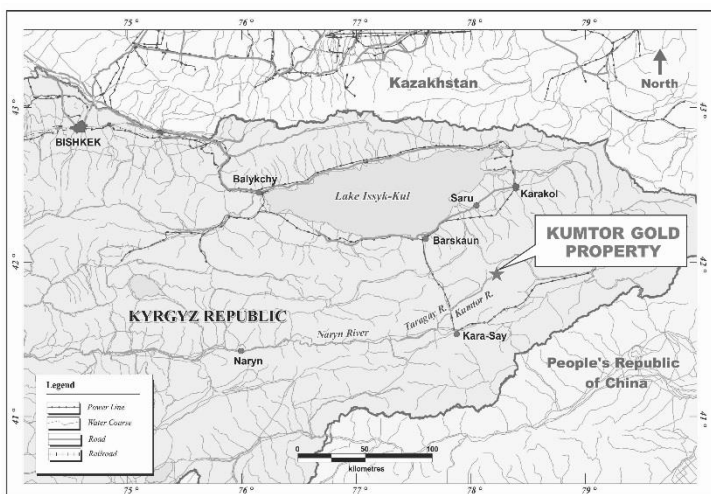 75°
76°
77°
78°
79°
Kazakhstan
North
43°
43°
BISHKEK
Balykchy
Lake Issyk-Kul
Saru
Karakol
Barskaun
KUMTOR GOLD
PROPERTY
42°
42°
KYRGYZ REPUBLIC
Taragay R.
Kumtor R.
Naryn River
Kara-Say
Naryn
People's Republic
of China
Legend
Power Line
Water Coarse
Road
Railroad
41°
41°
0 50 100
kilometres
75°
76°
77°
78°
79°